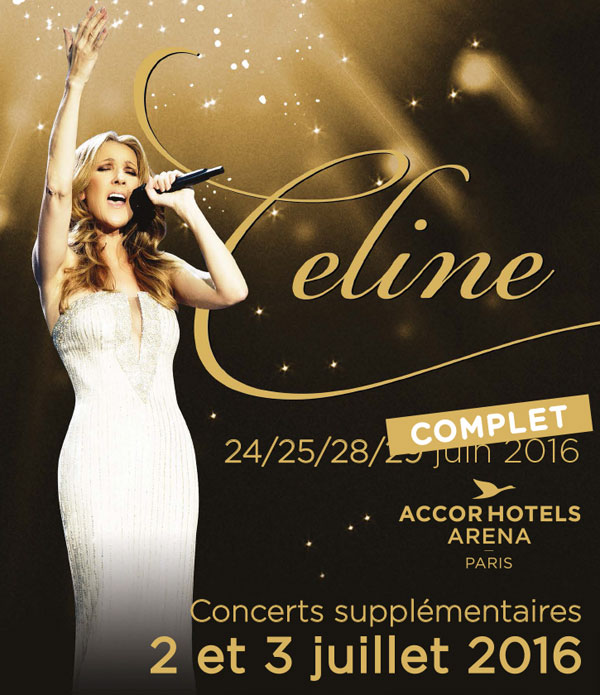 Celine
COMPLET
24/25/28/29 juin 2016
ACCOR HOTELS
ARENA
PARIS
Concerts supplémentaires
2 et 3 juillet 2016